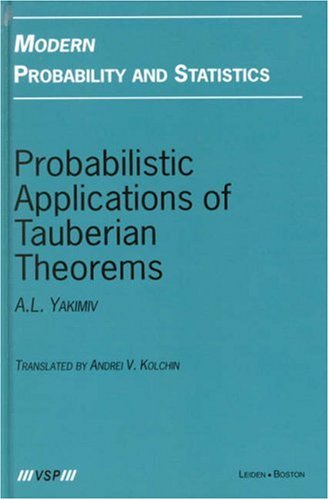 MODERN
PROBABILITY AND STATISTICS
Probabilistic
Applications of
Tauberian
Theorems
A.L. YAKIMIV
TRANSLATED BY ANDREI V. KOLCHIN
///VSP///
LEIDEN • BOSTON